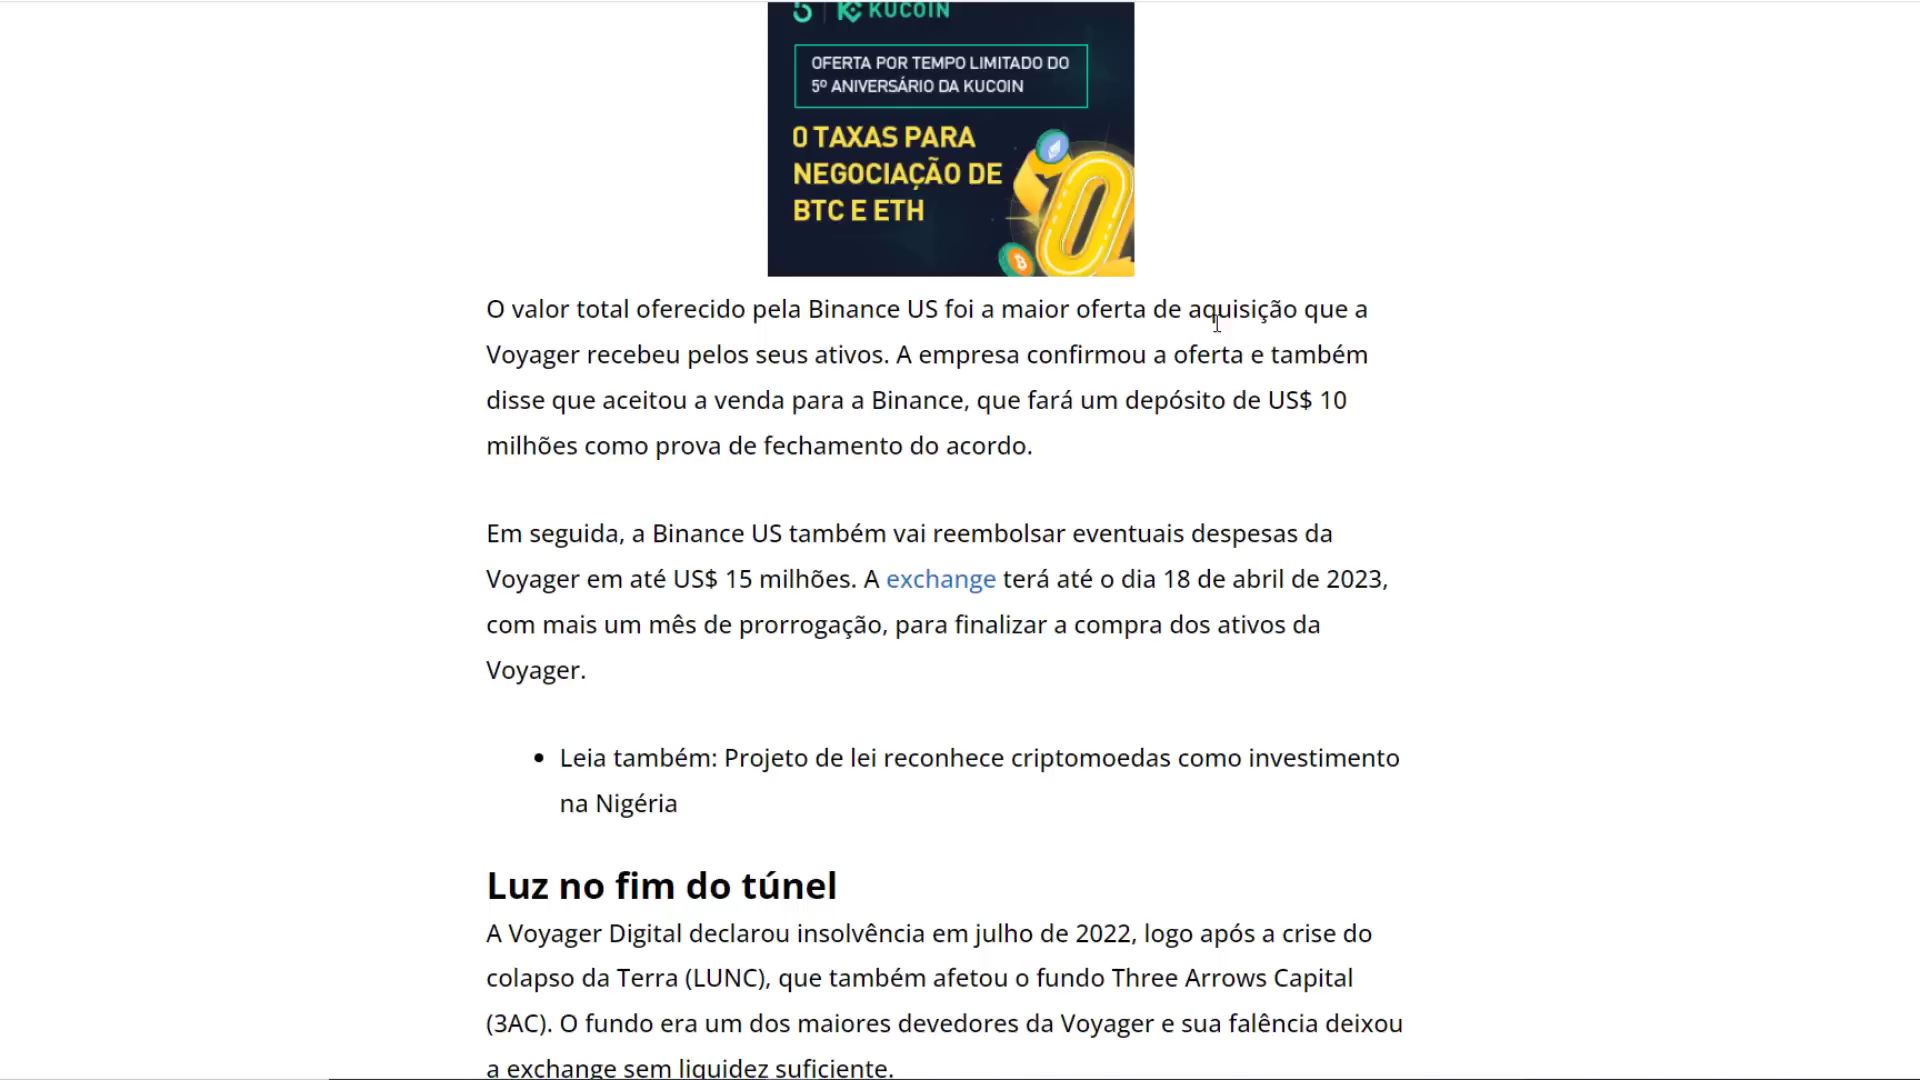 KUCOIN
OFERTA POR TEMPO LIMITADO DO
5º ANIVERSÁRIO DA KUCOIN
0 TAXAS PARA
NEGOCIAÇÃO DE
BTC E ETH
O valor total oferecido pela Binance US foi a maior oferta de aquisição que a
Voyager recebeu pelos seus ativos. A empresa confirmou a oferta e também
disse que aceitou a venda para a Binance, que fará um depósito de US$ 10
milhões como prova de fechamento do acordo.
Em seguida, a Binance US também vai reembolsar eventuais despesas da
Voyager em até US$ 15 milhões. A exchange terá até o dia 18 de abril de 2023,
com mais um mês de prorrogação, para finalizar a compra dos ativos da
Voyager.
• Leia também: Projeto de lei reconhece criptomoedas como investimento
na Nigéria
Luz no fim do túnel
A Voyager Digital declarou insolvência em julho de 2022, logo após a crise do
colapso da Terra (LUNC), que também afetou o fundo Three Arrows Capital
(3AC). O fundo era um dos maiores devedores da Voyager e sua falência deixou
a exchange sem liquidez suficiente.